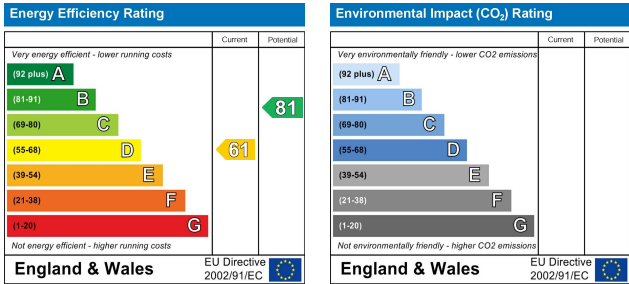 Energy Efficiency Rating
Current Potential
Very energy efficient - lower running costs
(92 plus) A
(81-91) B
(69-80) C
(55-68) D
(39-54) E
(21-38) F
(1-20) G
81
61
Not energy efficient - higher running costs
England & Wales
EU Directive
2002/91/EC
Environmental Impact (CO₂) Rating
Current Potential
Very environmentally friendly - lower CO2 emissions
(92 plus) A
(81-91) B
(69-80) C
(55-68) D
(39-54) E
(21-38) F
(1-20) G
Not environmentally friendly - higher CO2 emissions
England & Wales
EU Directive
2002/91/EC